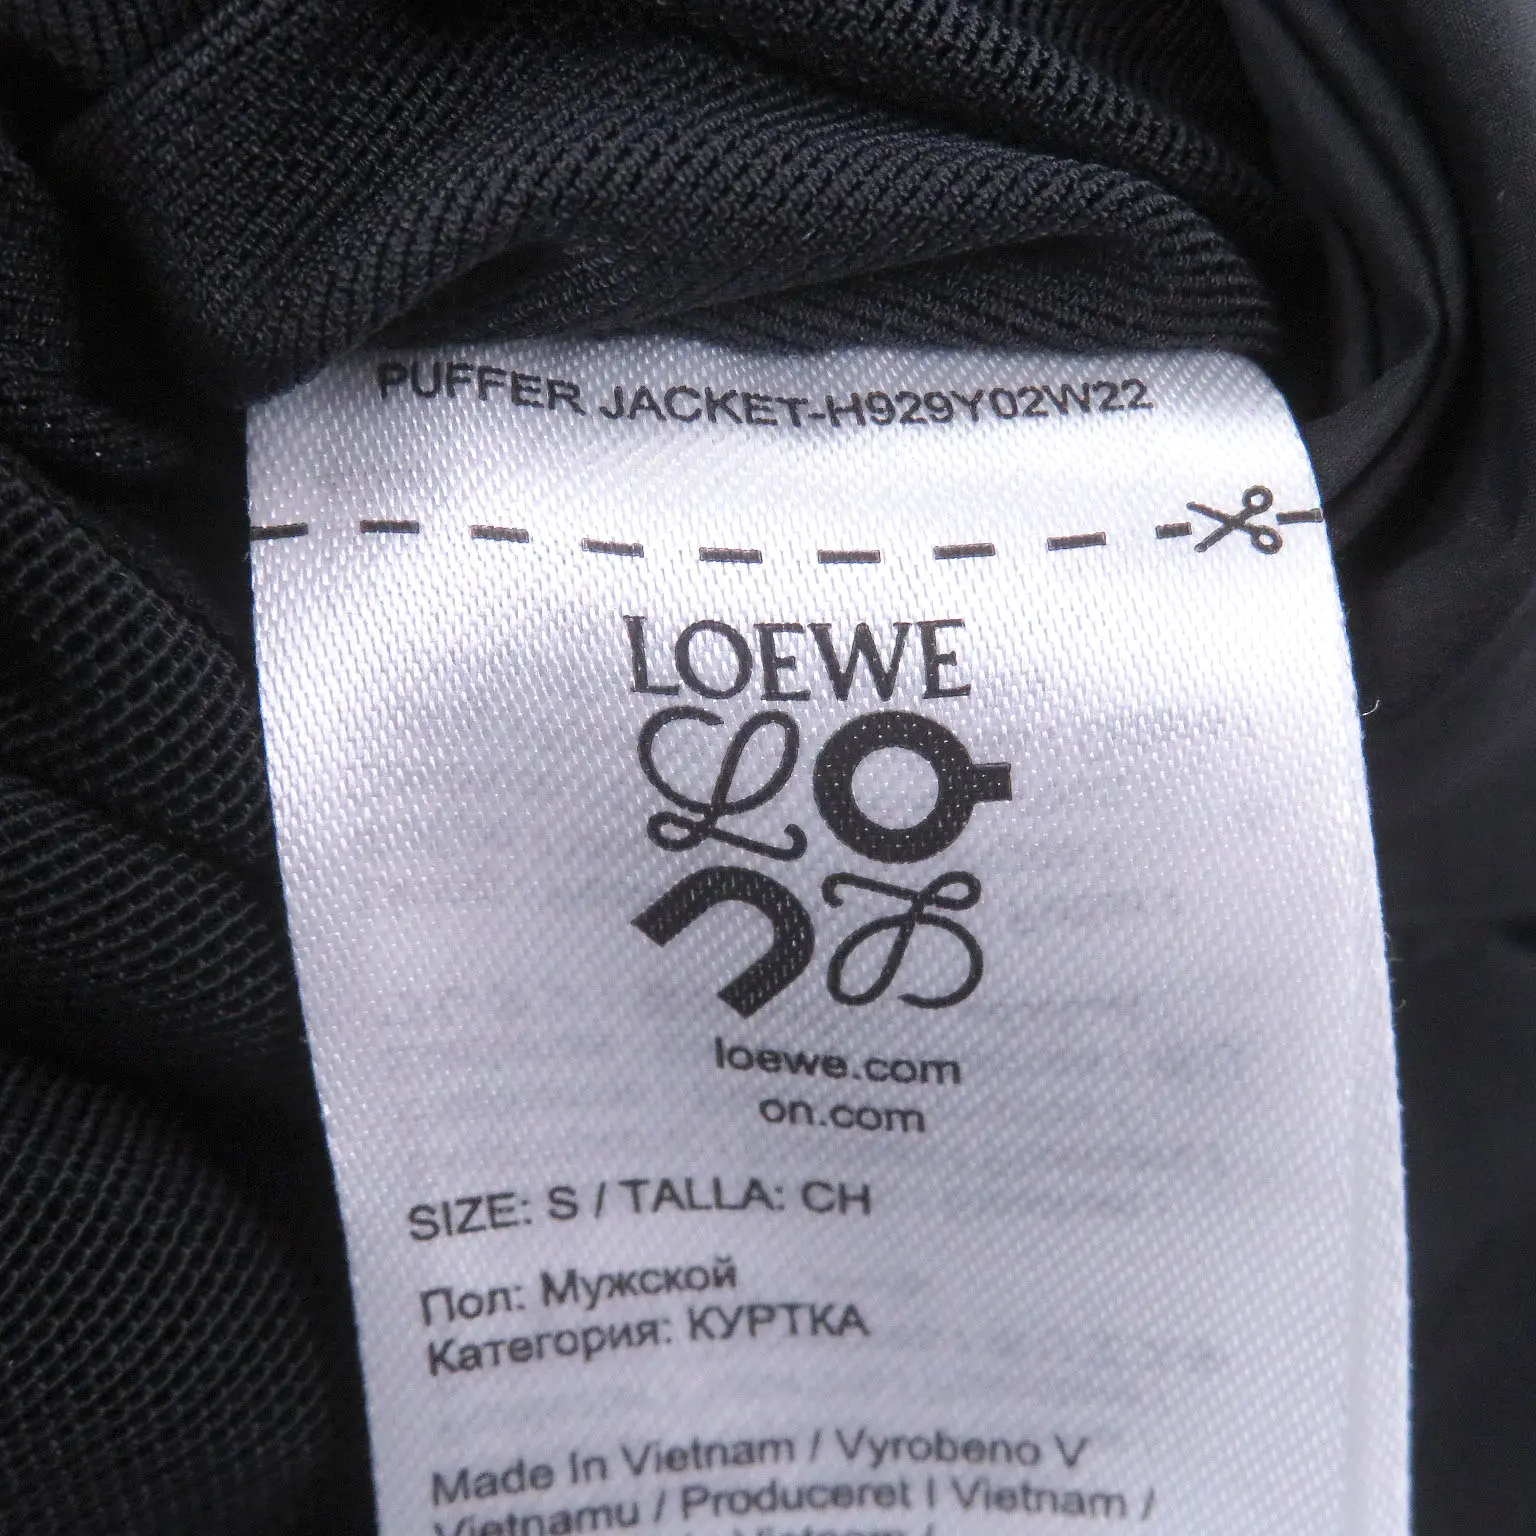 PUFFER JACKET-H929Y02W22
LOEWE
loewe.com
on.com
SIZE: S / TALLA: CH
Пол: Мужской
Категория: КУРТКА
Made In Vietnam / Vyrobeno V
Vietnamu / Produceret I Vietnam /